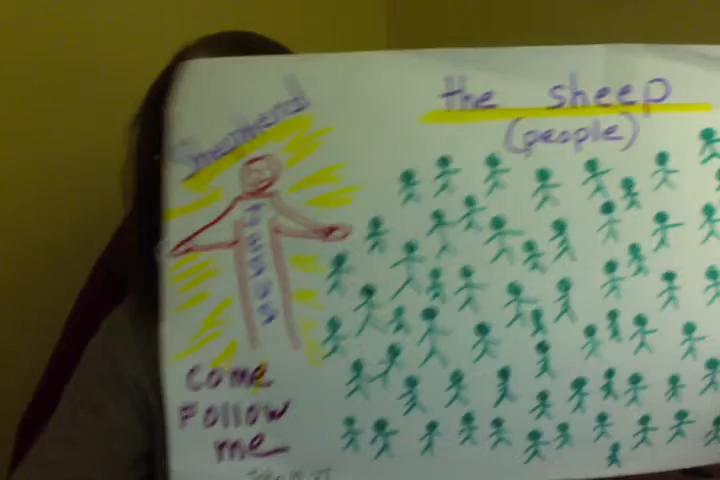 Shepherd
the sheep
(people)
Jesus
Come
Follow
me